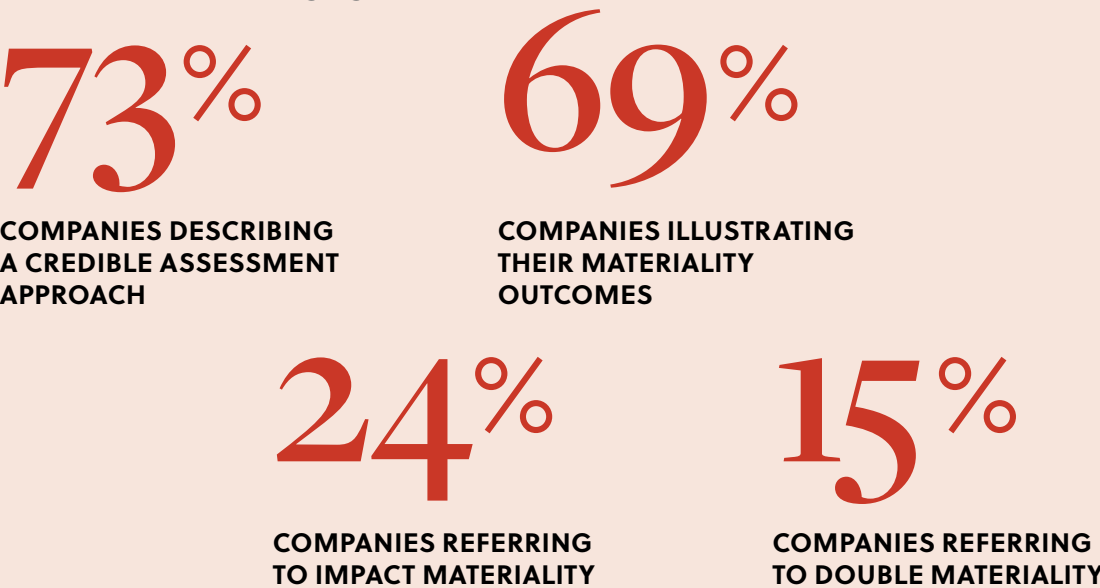 73%
COMPANIES DESCRIBING
A CREDIBLE ASSESSMENT
APPROACH
69%
COMPANIES ILLUSTRATING
THEIR MATERIALITY
OUTCOMES
24%
COMPANIES REFERRING
TO IMPACT MATERIALITY
15%
COMPANIES REFERRING
TO DOUBLE MATERIALITY